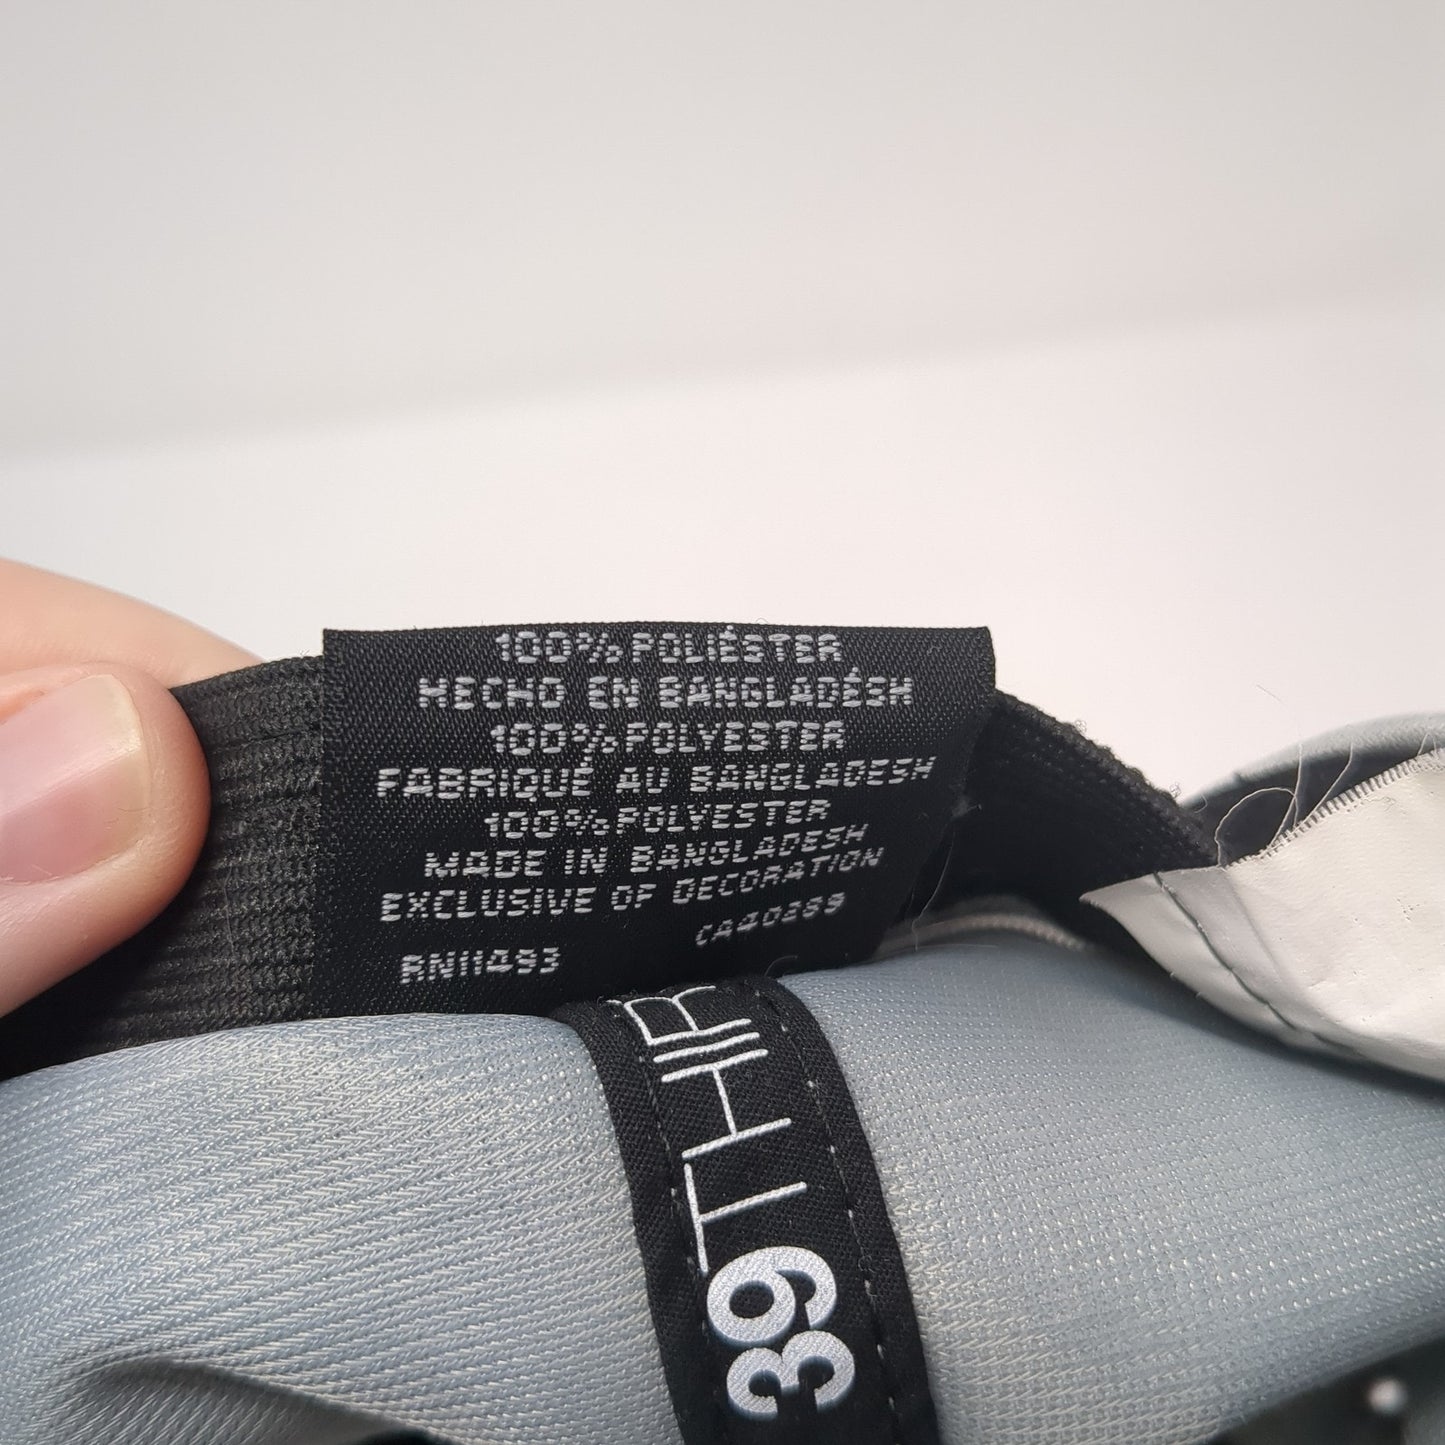 100% POLIÉSTER
HECHO EN BANGLADÉSH
100% POLYESTER
FABRIQUÉ AU BANGLADESH
100% POLYESTER
MADE IN BANGLADESH
EXCLUSIVE OF DECORATION
RN11493 CA40289
39THIR